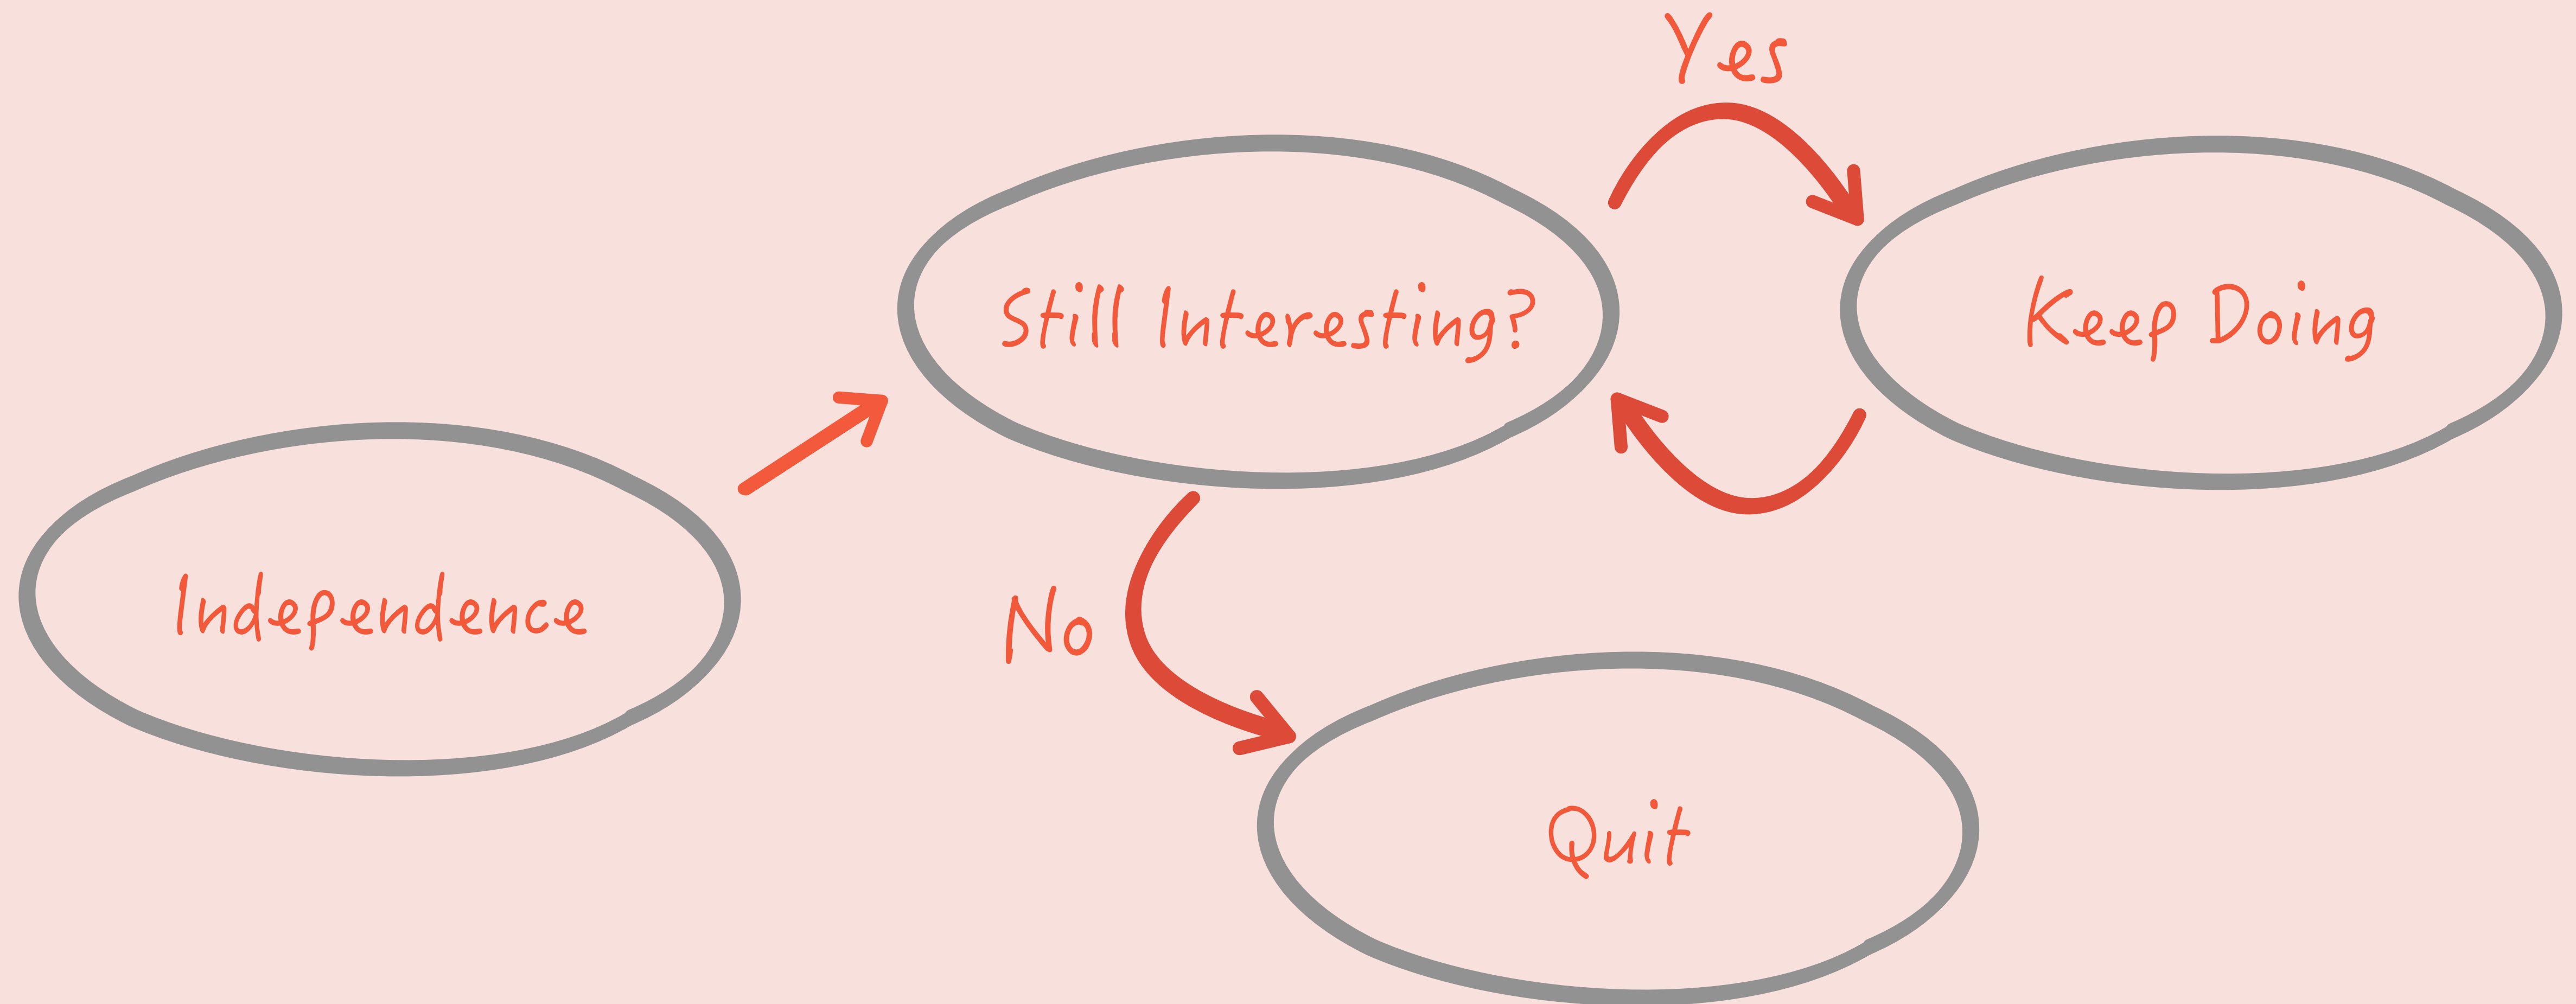 Yes
Still Interesting?
Keep Doing
Independence
No
Quit